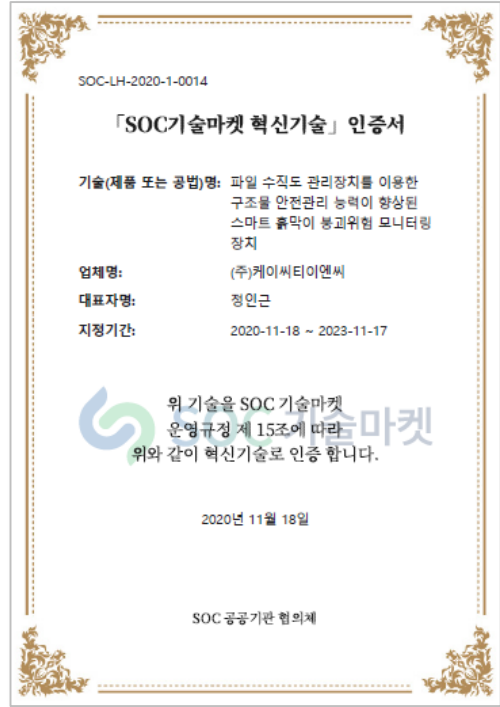 SOC-LH-2020-1-0014
「SOC기술마켓 혁신기술」 인증서
기술(제품 또는 공법)명: 파일 수직도 관리장치를 이용한
구조물 안전관리 능력이 향상된
스마트 흙막이 붕괴위험 모니터링
장치
업체명: (주)케이씨티이엔씨
대표자명: 정인근
지정기간: 2020-11-18 ~ 2023-11-17
SOC 기술마켓
위 기술을 SOC 기술마켓
운영규정 제 15조에 따라
위와 같이 혁신기술로 인증 합니다.
2020년 11월 18일
SOC 공공기관 협의체